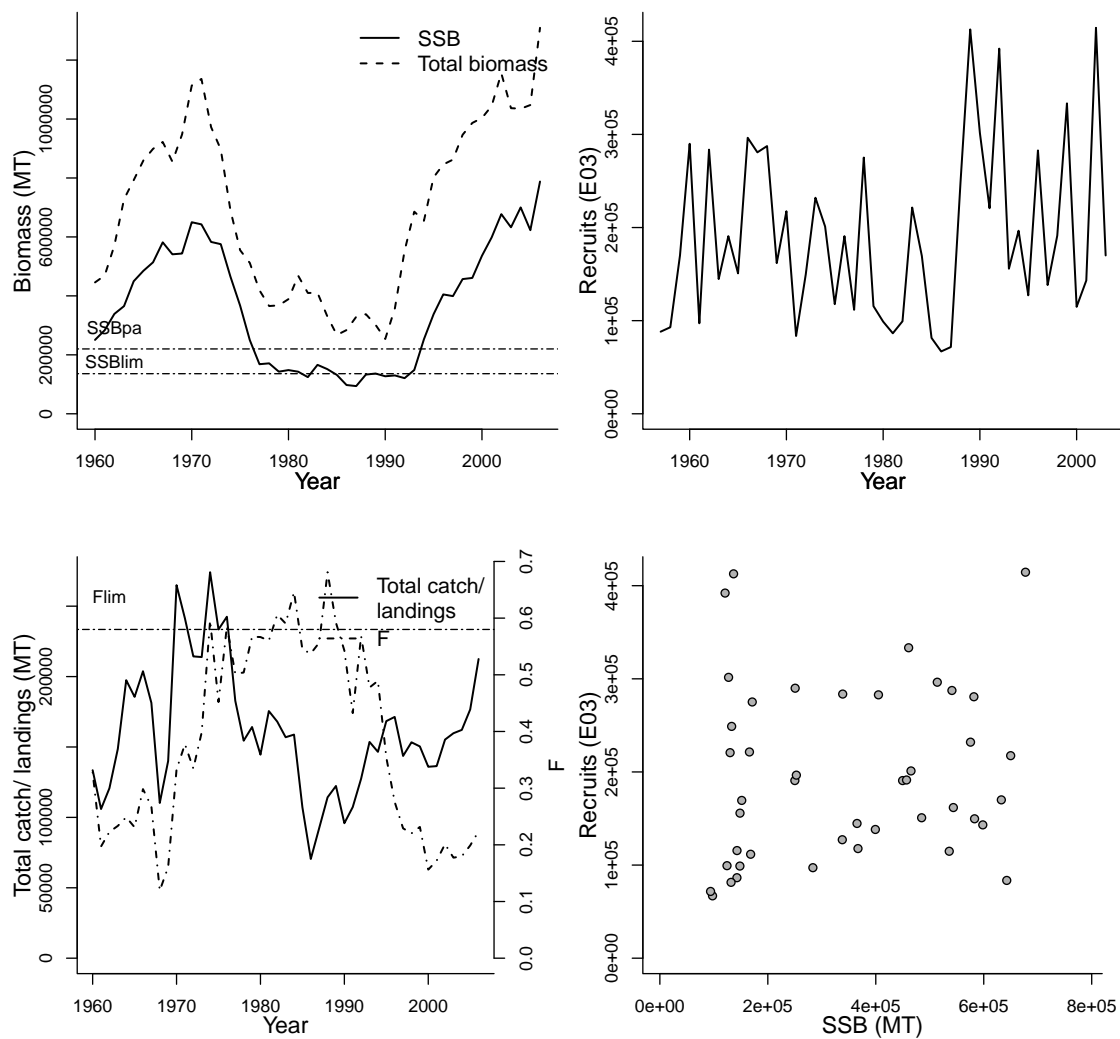 SSB
Total biomass
Biomass (MT)
0
200000
600000
1000000
SSBpa
SSBlim
1960
1970
1980
1990
2000
Year
Recruits (E03)
0e+00
1e+05
2e+05
3e+05
4e+05
1960
1970
1980
1990
2000
Year
Total catch/ landings (MT)
0
50000
100000
200000
Flim
Total catch/
landings
F
0.0
0.1
0.2
0.3
0.4
0.5
0.6
0.7
F
1960
1970
1980
1990
2000
Year
Recruits (E03)
0e+00
1e+05
2e+05
3e+05
4e+05
0e+00
2e+05
4e+05
6e+05
8e+05
SSB (MT)